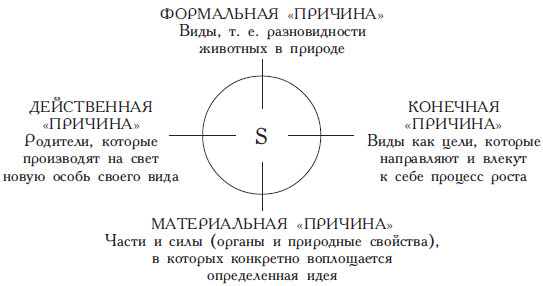 ФОРМАЛЬНАЯ «ПРИЧИНА»
Виды, т. е. разновидности
животных в природе
ДЕЙСТВЕННАЯ
«ПРИЧИНА»
Родители, которые
производят на свет
новую особь своего вида
S
КОНЕЧНАЯ
«ПРИЧИНА»
Виды как цели, которые
направляют и влекут
к себе процесс роста
МАТЕРИАЛЬНАЯ «ПРИЧИНА»
Части и силы (органы и природные свойства),
в которых конкретно воплощается
определенная идея